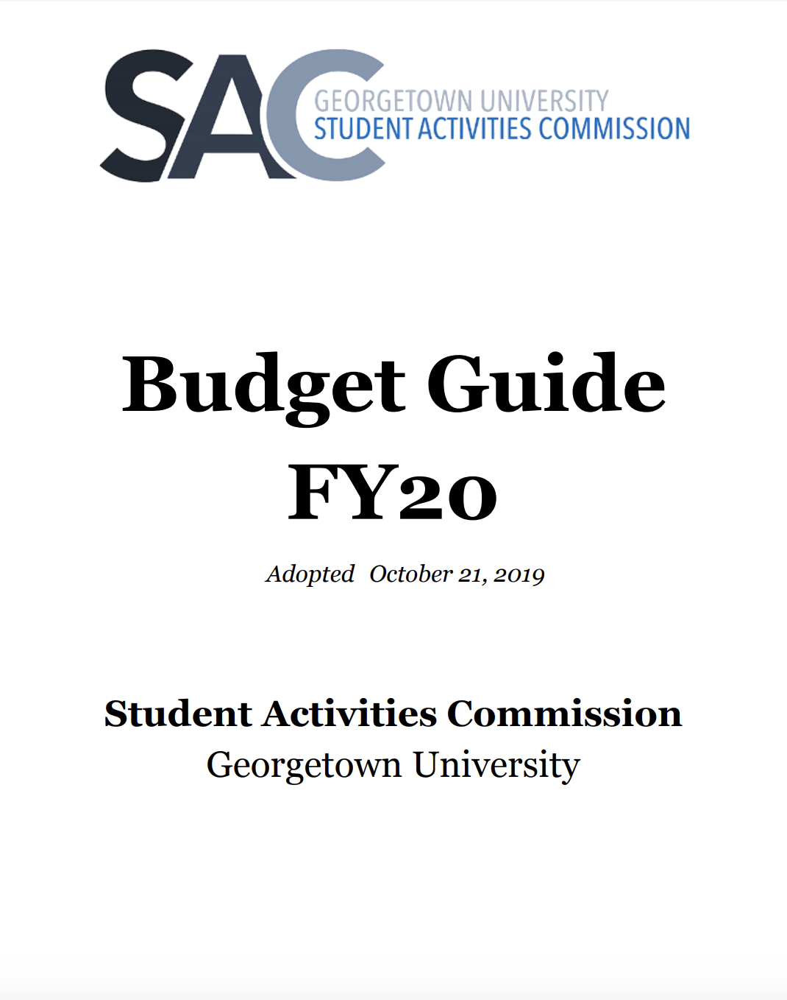 SAC
GEORGETOWN UNIVERSITY
STUDENT ACTIVITIES COMMISSION
Budget Guide
FY20
Adopted October 21, 2019
Student Activities Commission
Georgetown University